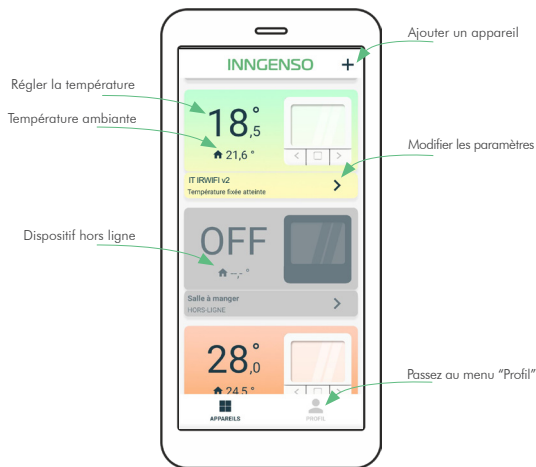 Ajouter un appareil
INNGENSO +
Régler la température
18,5°
Température ambiante
21,6 °
Modifier les paramètres
< >
IT IRWIFI v2
Température fixée atteinte
>
OFF
Dispositif hors ligne
--,- °
Salle à manger
HORS-LIGNE
>
28,0°
24,5 °
< >
Passez au menu “Profil”
APPAREILS
PROFIL